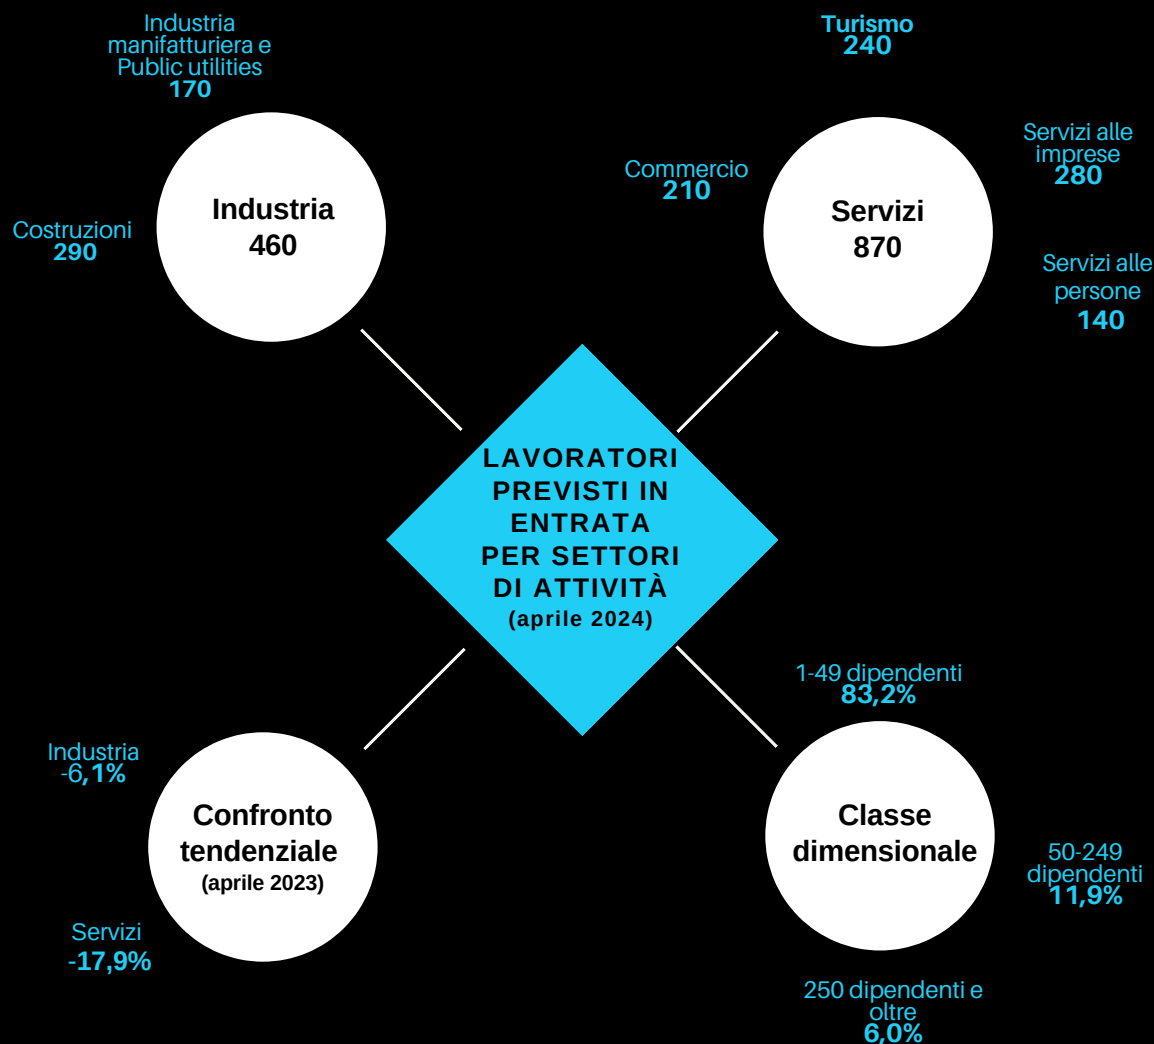 Industria
manifatturiera e
Public utilities
170
Costruzioni
290
Industria
460
Turismo
240
Commercio
210
Servizi
870
Servizi alle
imprese
280
Servizi alle
persone
140
LAVORATORI
PREVISTI IN
ENTRATA
PER SETTORI
DI ATTIVITÀ
(aprile 2024)
Industria
-6,1%
Confronto
tendenziale
(aprile 2023)
Servizi
-17,9%
1-49 dipendenti
83,2%
Classe
dimensionale
50-249
dipendenti
11,9%
250 dipendenti e
oltre
6,0%